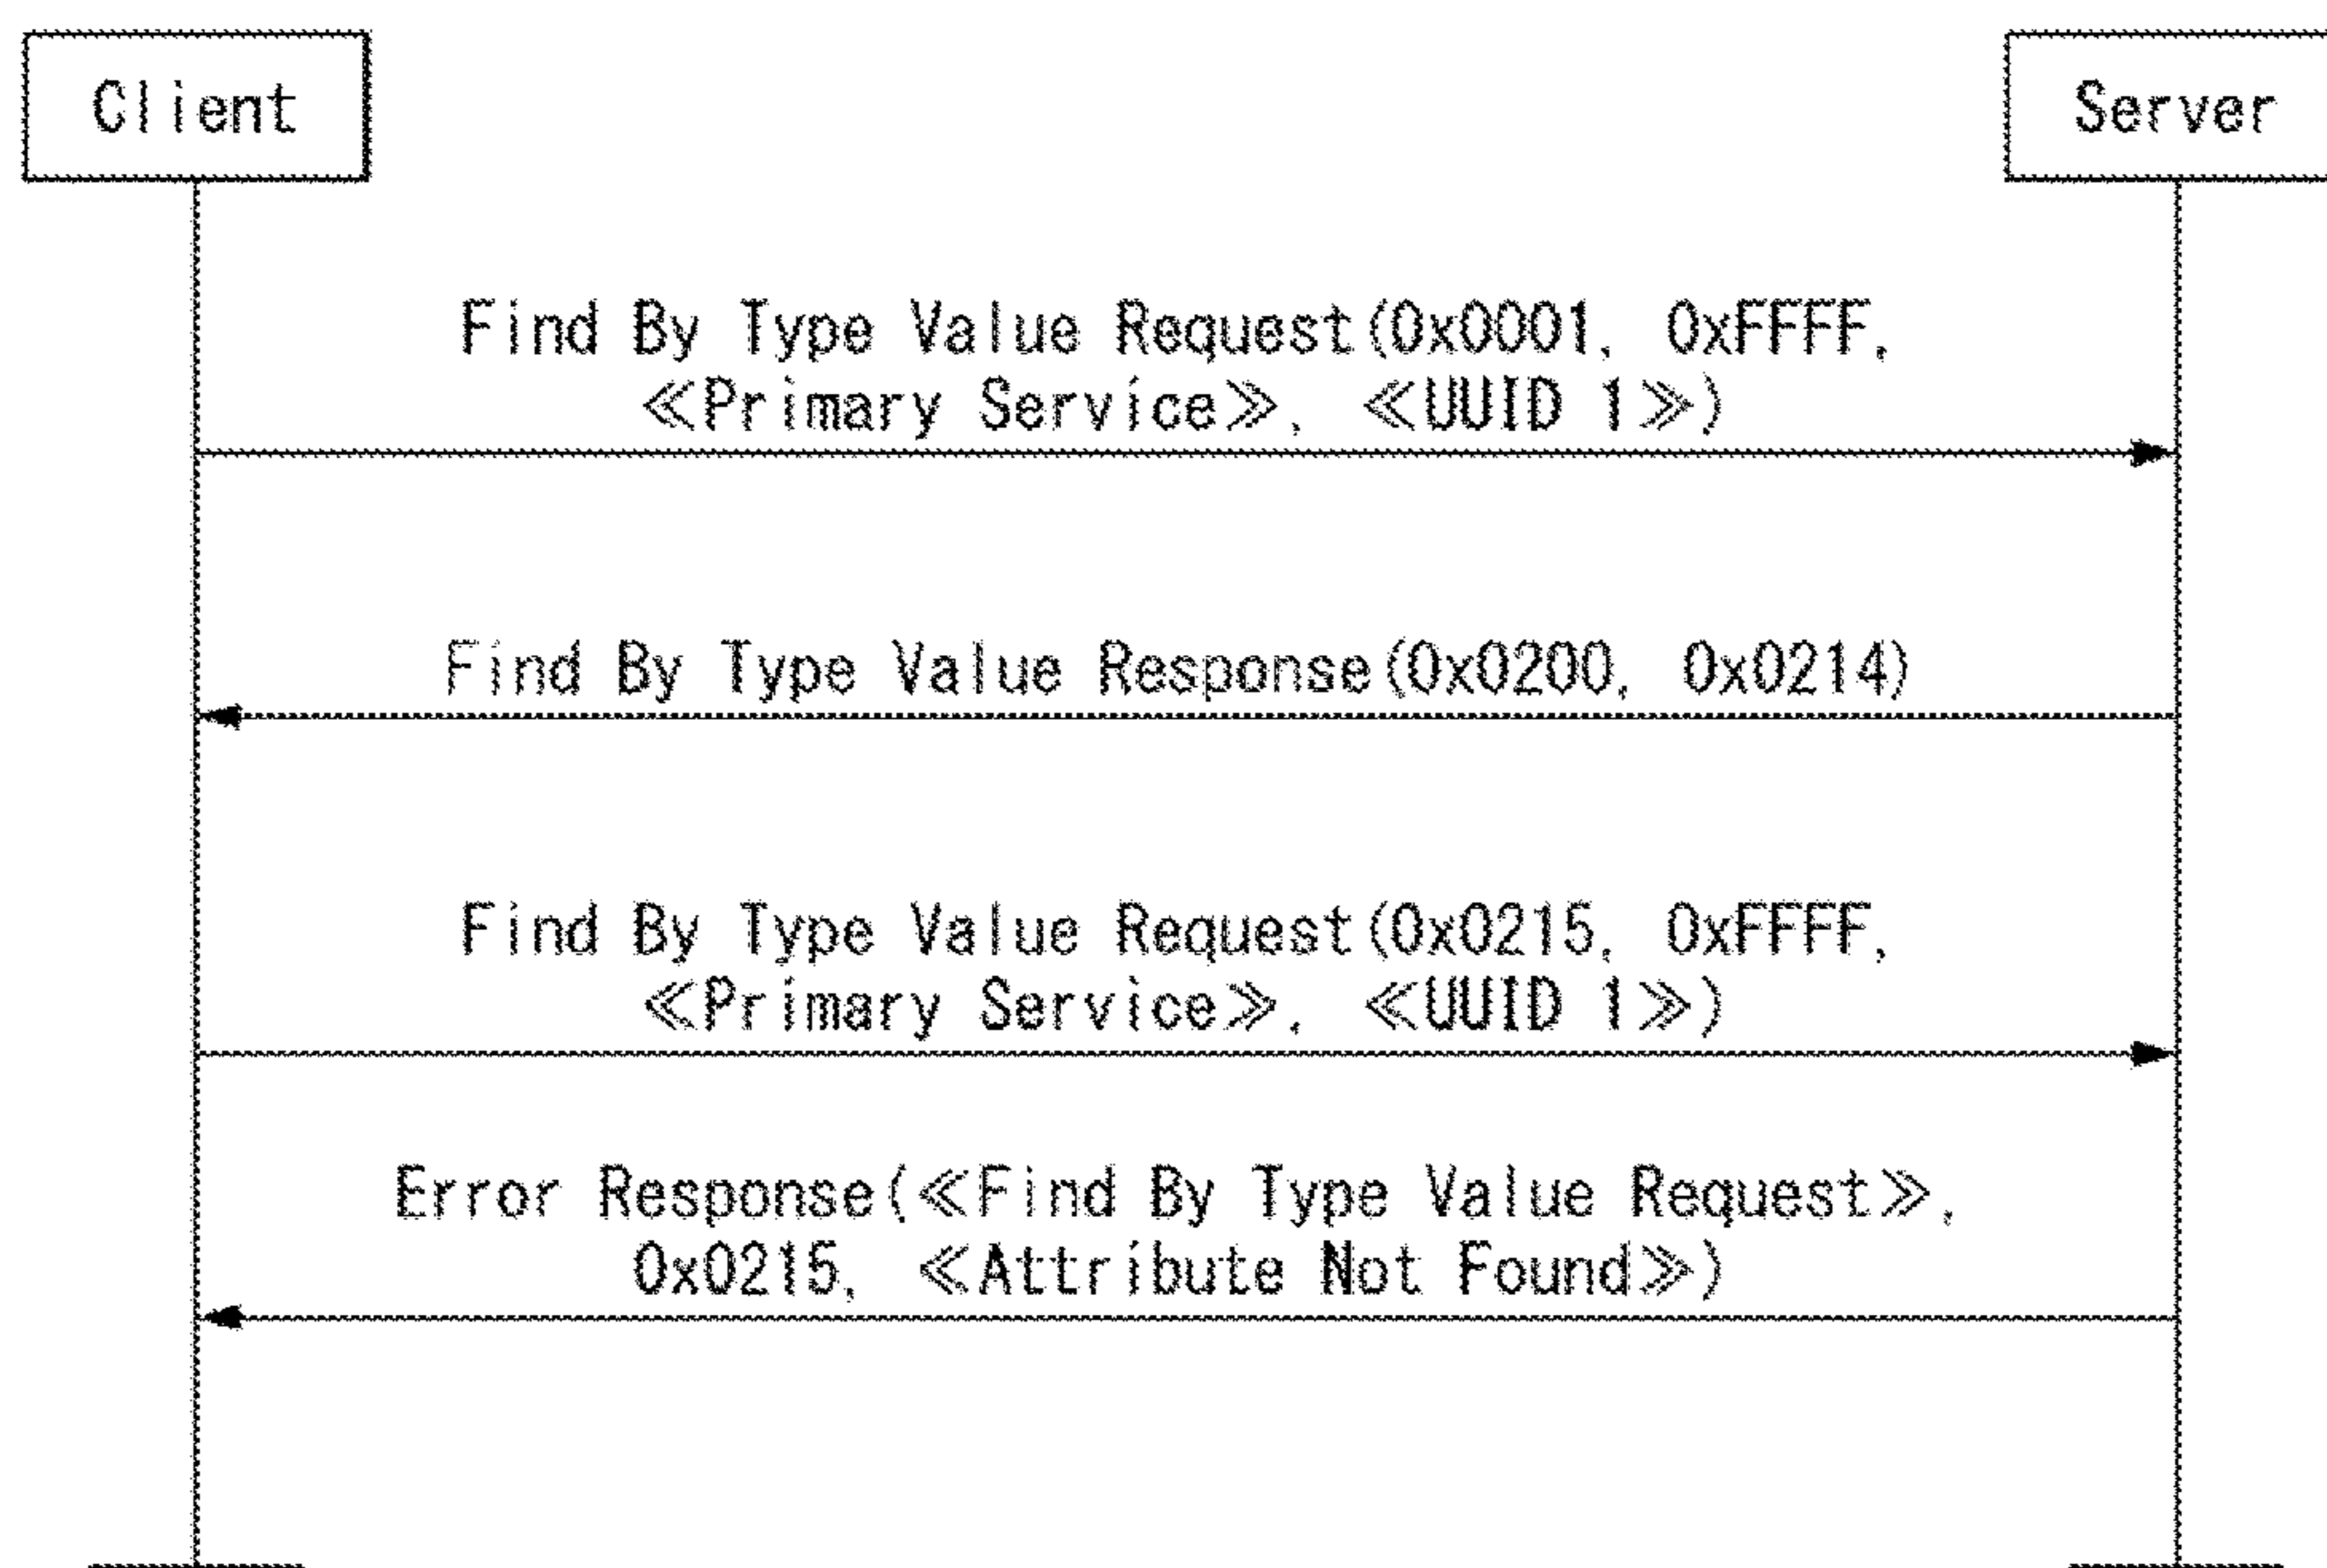 Client
Server
Find By Type Value Request(0x0001, 0xFFFF,
≪Primary Service≫, ≪UUID 1≫)
Find By Type Value Response(0x0200, 0x0214)
Find By Type Value Request(0x0215, 0xFFFF,
≪Primary Service≫, ≪UUID 1≫)
Error Response(≪Find By Type Value Request≫,
0x0215, ≪Attribute Not Found≫)